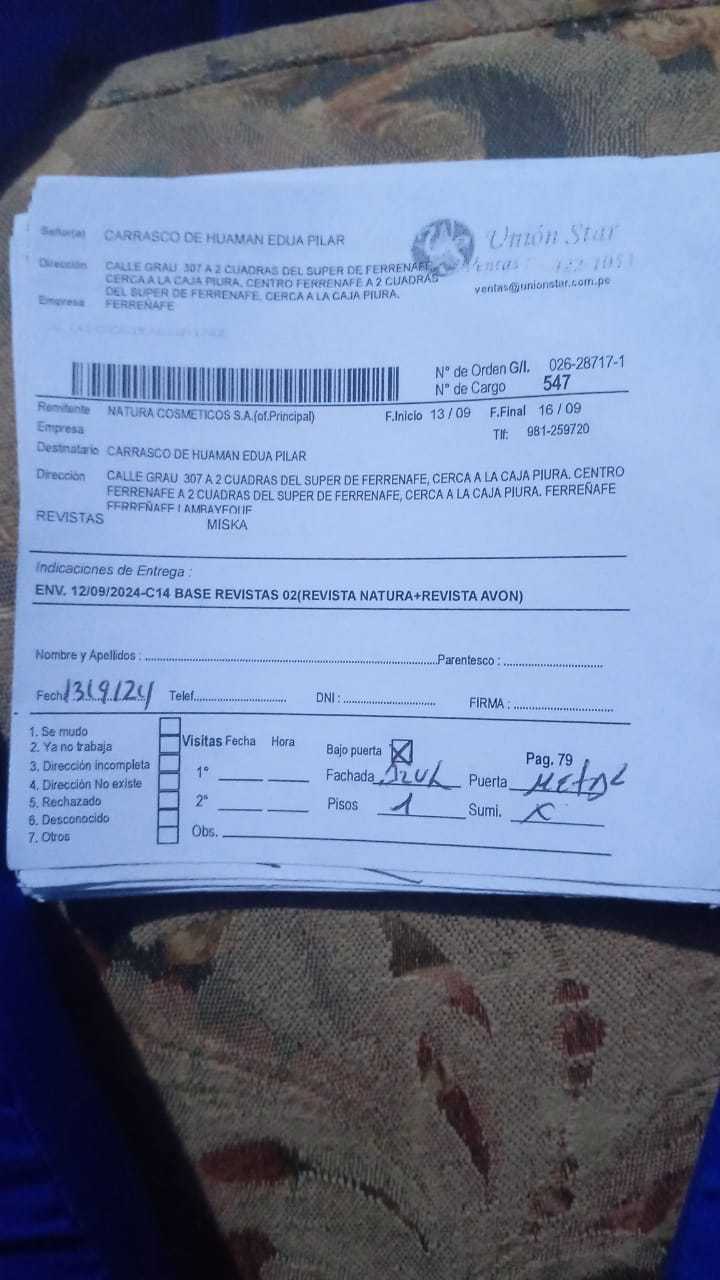 Señor(a) CARRASCO DE HUAMAN EDUA PILAR
Unión Star
Dirección CALLE GRAU 307 A 2 CUADRAS DEL SUPER DE FERREÑAFE,
CERCA A LA CAJA PIURA. CENTRO FERRENAFE A 2 CUADRAS
DEL SUPER DE FERREÑAFE, CERCA A LA CAJA PIURA.
Empresa FERREÑAFE
Ventas:
ventas@unionstar.com.pe
N° de Orden G/I. 026-28717-1
N° de Cargo 547
Remitente NATURA COSMETICOS S.A.(of.Principal) F.Inicio 13 / 09 F.Final 16 / 09
Empresa Tlf: 981-259720
Destinatario CARRASCO DE HUAMAN EDUA PILAR
Dirección CALLE GRAU 307 A 2 CUADRAS DEL SUPER DE FERRENAFE, CERCA A LA CAJA PIURA. CENTRO
FERRENAFE A 2 CUADRAS DEL SUPER DE FERRENAFE, CERCA A LA CAJA PIURA. FERREÑAFE
FERREÑAFE LAMBAYEQUE
REVISTAS MISKA
Indicaciones de Entrega :
ENV. 12/09/2024-C14 BASE REVISTAS 02(REVISTA NATURA+REVISTA AVON)
Nombre y Apellidos : Parentesco :
Fech 13/9/24 Telef. DNI : FIRMA :
1. Se mudo
2. Ya no trabaja
3. Dirección incompleta
4. Dirección No existe
5. Rechazado
6. Desconocido
7. Otros
Visitas Fecha Hora
1°
2°
Obs.
Bajo puerta X Pag. 79
Fachada AZUL Puerta METAL
Pisos 1 Sumi. X